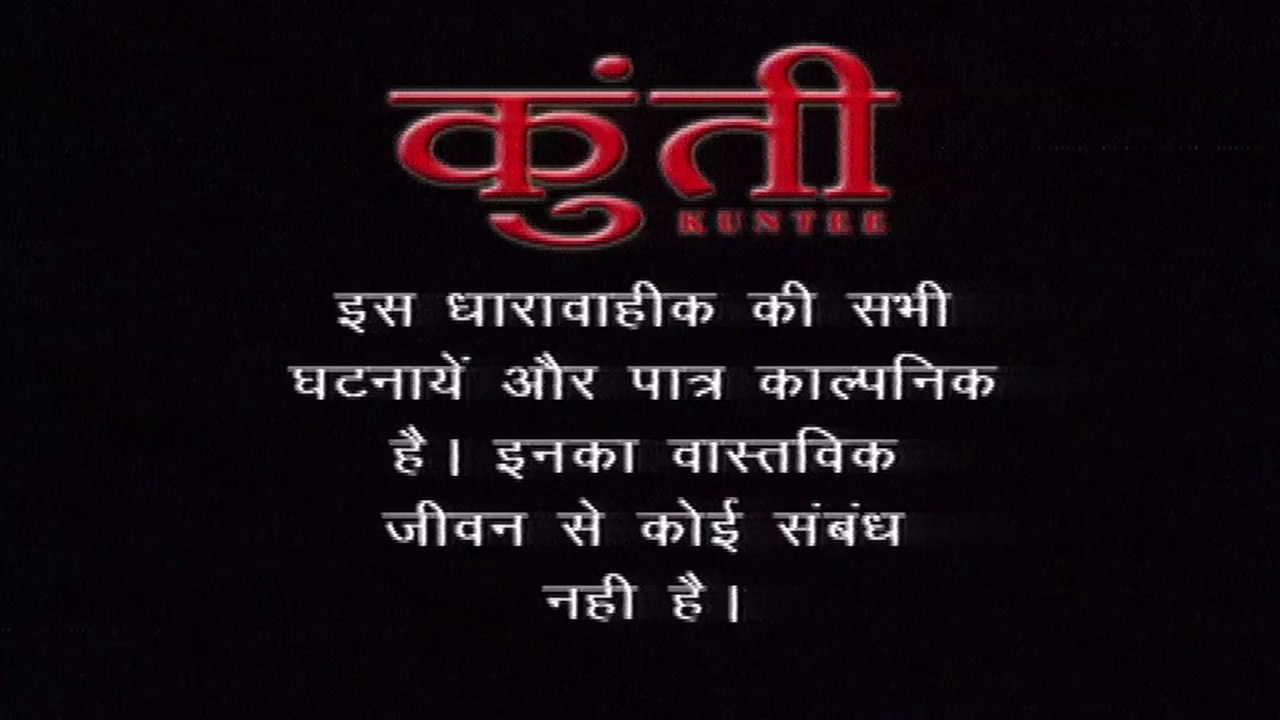 कुंती
KUNTEE
इस धारावाहीक की सभी
घटनायें और पात्र काल्पनिक
है। इनका वास्तविक
जीवन से कोई संबंध
नही है।